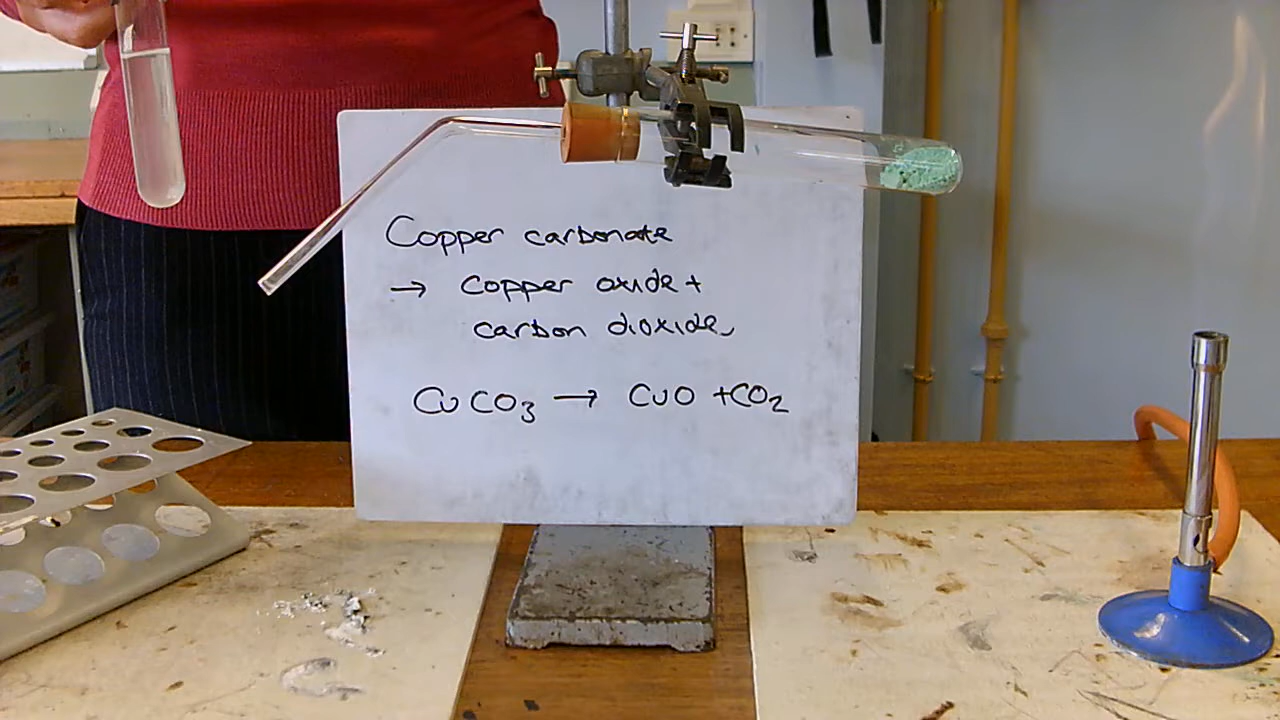 Copper carbonate
→ Copper oxide +
carbon dioxide
CuCO₃ → CuO + CO₂